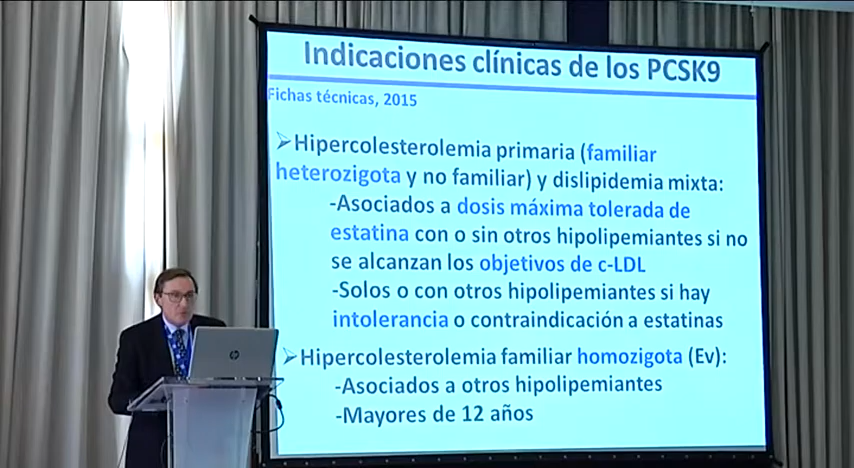 Indicaciones clínicas de los PCSK9
Fichas técnicas, 2015
➢Hipercolesterolemia primaria (familiar
heterozigota y no familiar) y dislipidemia mixta:
-Asociados a dosis máxima tolerada de
estatina con o sin otros hipolipemiantes si no
se alcanzan los objetivos de c-LDL
-Solos o con otros hipolipemiantes si hay
intolerancia o contraindicación a estatinas
➢Hipercolesterolemia familiar homozigota (Ev):
-Asociados a otros hipolipemiantes
-Mayores de 12 años
hp